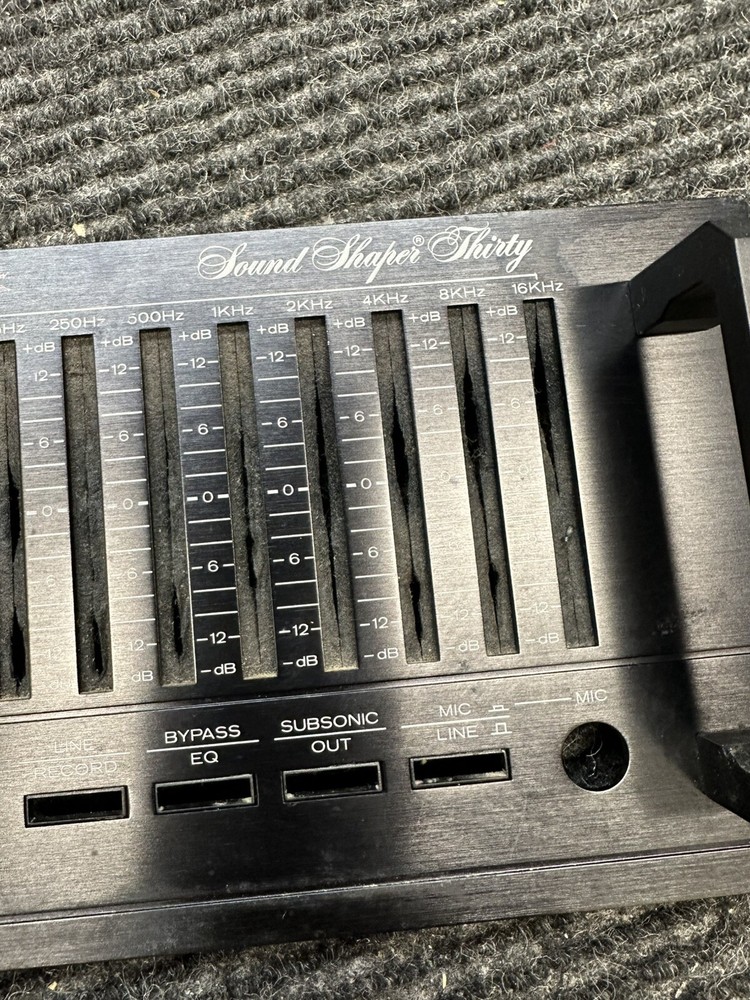 Sound Shaper® Thirty
250Hz 500Hz 1KHz 2KHz 4KHz 8KHz 16KHz
+dB +dB +dB +dB +dB +dB +dB
12 -12- -12- -12- -12- -12- -12-
6 6 6 6 6 6 6
0 0 0 0 0
6 6 6 6 6
12 12 12 12 12 12 12
dB dB -dB -dB -dB -dB -dB
LINE BYPASS SUBSONIC MIC MIC
RECORD EQ OUT LINE